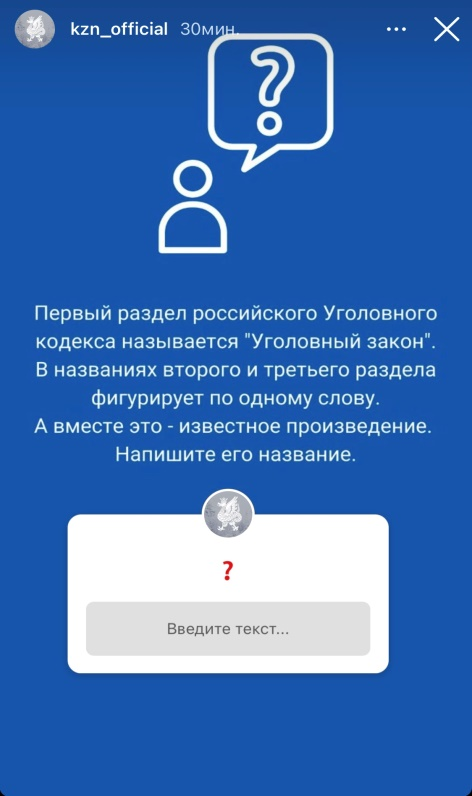 kzn_official 30мин.
?
Первый раздел российского Уголовного
кодекса называется "Уголовный закон".
В названиях второго и третьего раздела
фигурирует по одному слову.
А вместе это - известное произведение.
Напишите его название.
?
Введите текст...